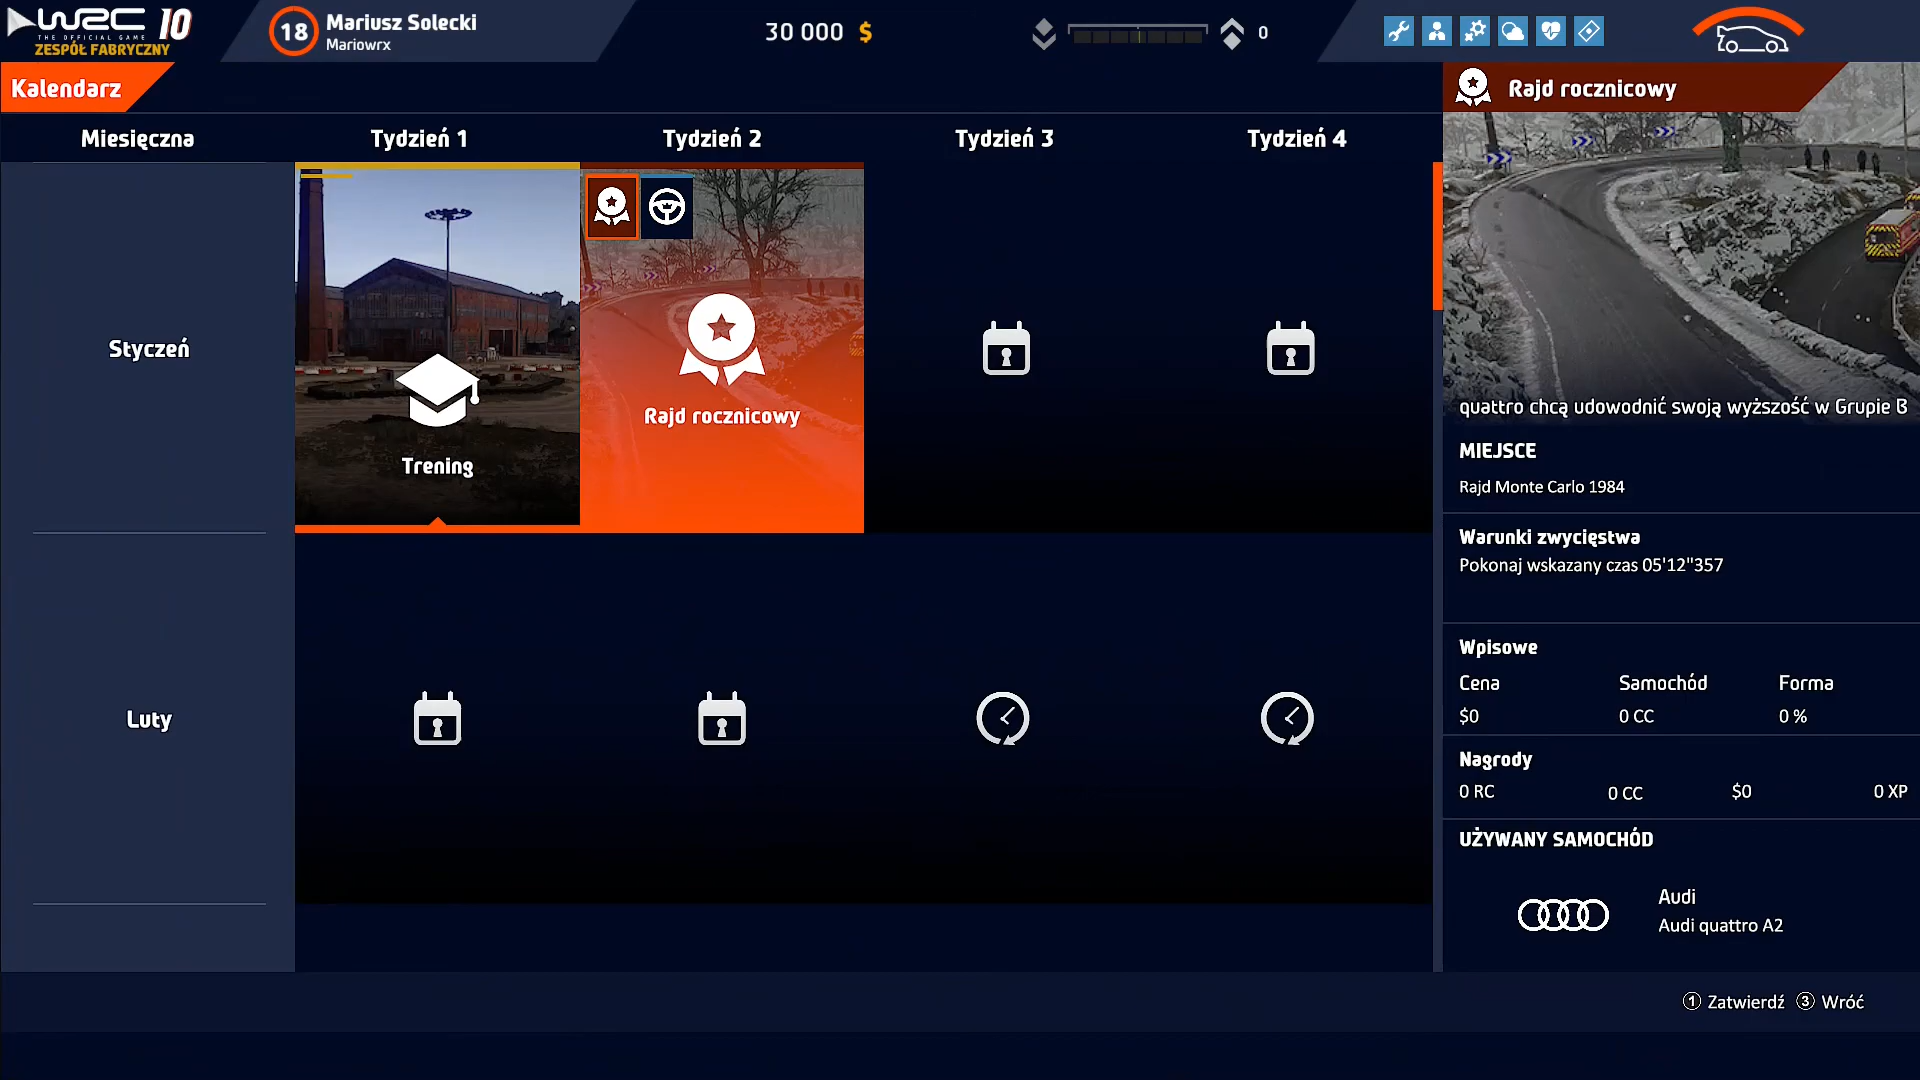 WRC 10
THE OFFICIAL GAME
ZESPÓŁ FABRYCZNY
18
Mariusz Solecki
Mariowrx
30 000 $
0
Kalendarz
Miesięczna
Tydzień 1
Tydzień 2
Tydzień 3
Tydzień 4
Styczeń
Trening
Rajd rocznicowy
Luty
Rajd rocznicowy
quattro chcą udowodnić swoją wyższość w Grupie B
MIEJSCE
Rajd Monte Carlo 1984
Warunki zwycięstwa
Pokonaj wskazany czas 05'12"357
Wpisowe
Cena Samochód Forma
$0 0 CC 0 %
Nagrody
0 RC 0 CC $0 0 XP
UŻYWANY SAMOCHÓD
Audi
Audi quattro A2
1 Zatwierdź 3 Wróć